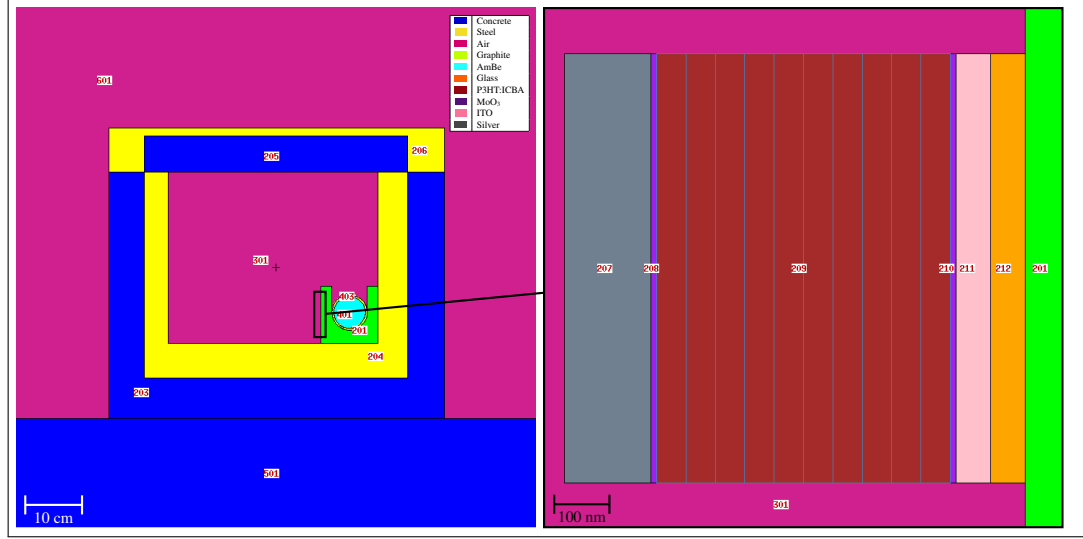 Concrete
Steel
Air
Graphite
AmBe
Glass
P3HT:ICBA
MoO₃
ITO
Silver
601
205
206
301
403
401
201
204
203
501
10 cm
207
208
209
210
211
212
201
301
100 nm